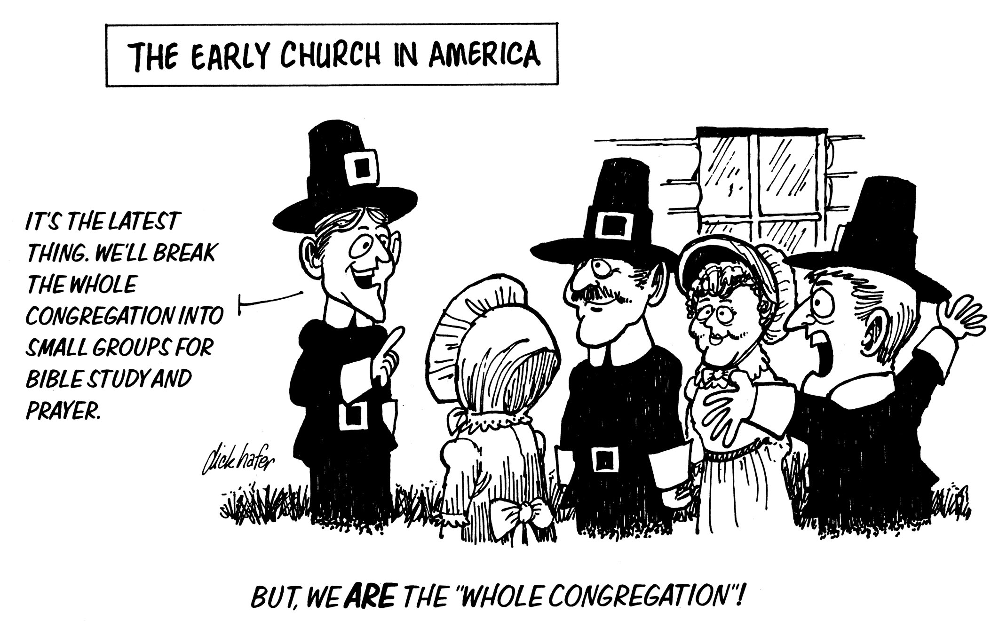 THE EARLY CHURCH IN AMERICA
IT'S THE LATEST
THING. WE'LL BREAK
THE WHOLE
CONGREGATION INTO
SMALL GROUPS FOR
BIBLE STUDY AND
PRAYER.
dick hafer
BUT, WE ARE THE "WHOLE CONGREGATION"!